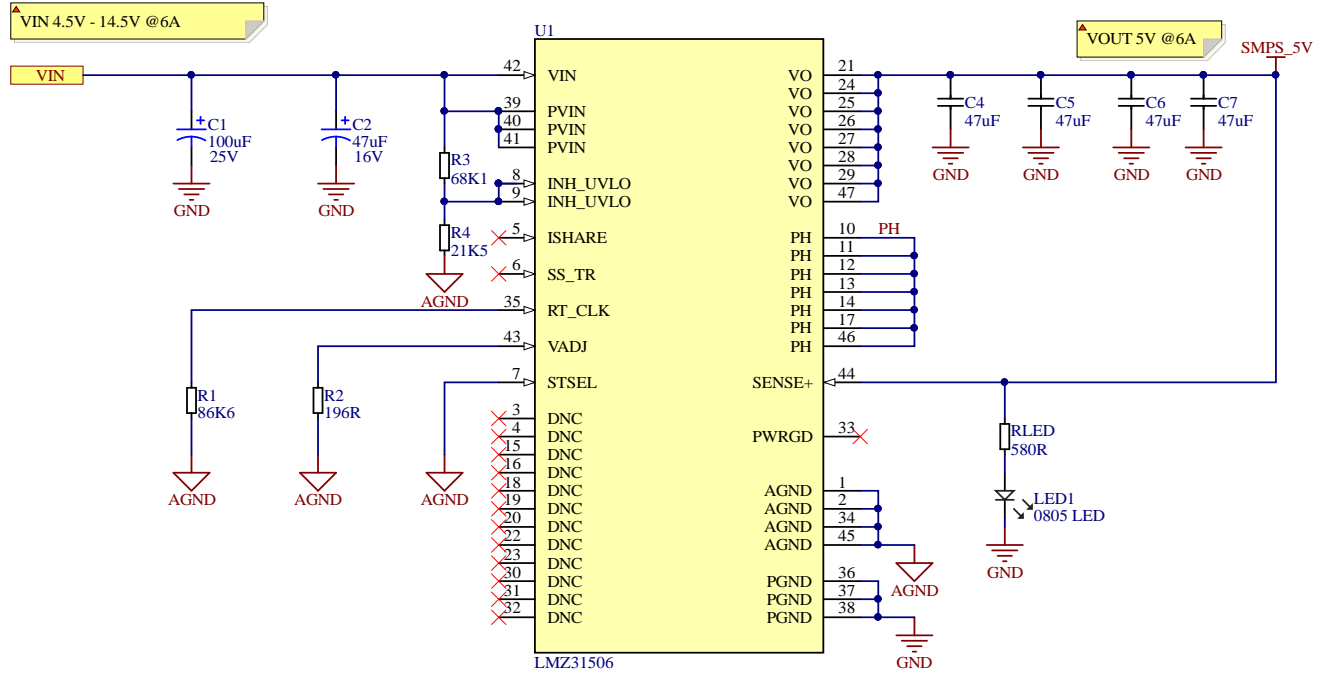 VIN 4.5V - 14.5V @6A
VOUT 5V @6A
SMPS_5V
VIN
C1
100uF
25V
GND
C2
47uF
16V
GND
R3
68K1
R4
21K5
AGND
R1
86K6
AGND
R2
196R
AGND
AGND
U1
42 VIN
39 PVIN
40 PVIN
41 PVIN
8 INH_UVLO
9 INH_UVLO
5 ISHARE
6 SS_TR
35 RT_CLK
43 VADJ
7 STSEL
3 DNC
4 DNC
15 DNC
16 DNC
18 DNC
19 DNC
20 DNC
22 DNC
23 DNC
30 DNC
31 DNC
32 DNC
VO 21
VO 24
VO 25
VO 26
VO 27
VO 28
VO 29
VO 47
PH 10 PH
PH 11
PH 12
PH 13
PH 14
PH 17
PH 46
SENSE+ 44
PWRGD 33
AGND 1
AGND 2
AGND 34
AGND 45
PGND 36
PGND 37
PGND 38
LMZ31506
C4
47uF
GND
C5
47uF
GND
C6
47uF
GND
C7
47uF
GND
RLED
580R
LED1
0805 LED
GND
AGND
GND